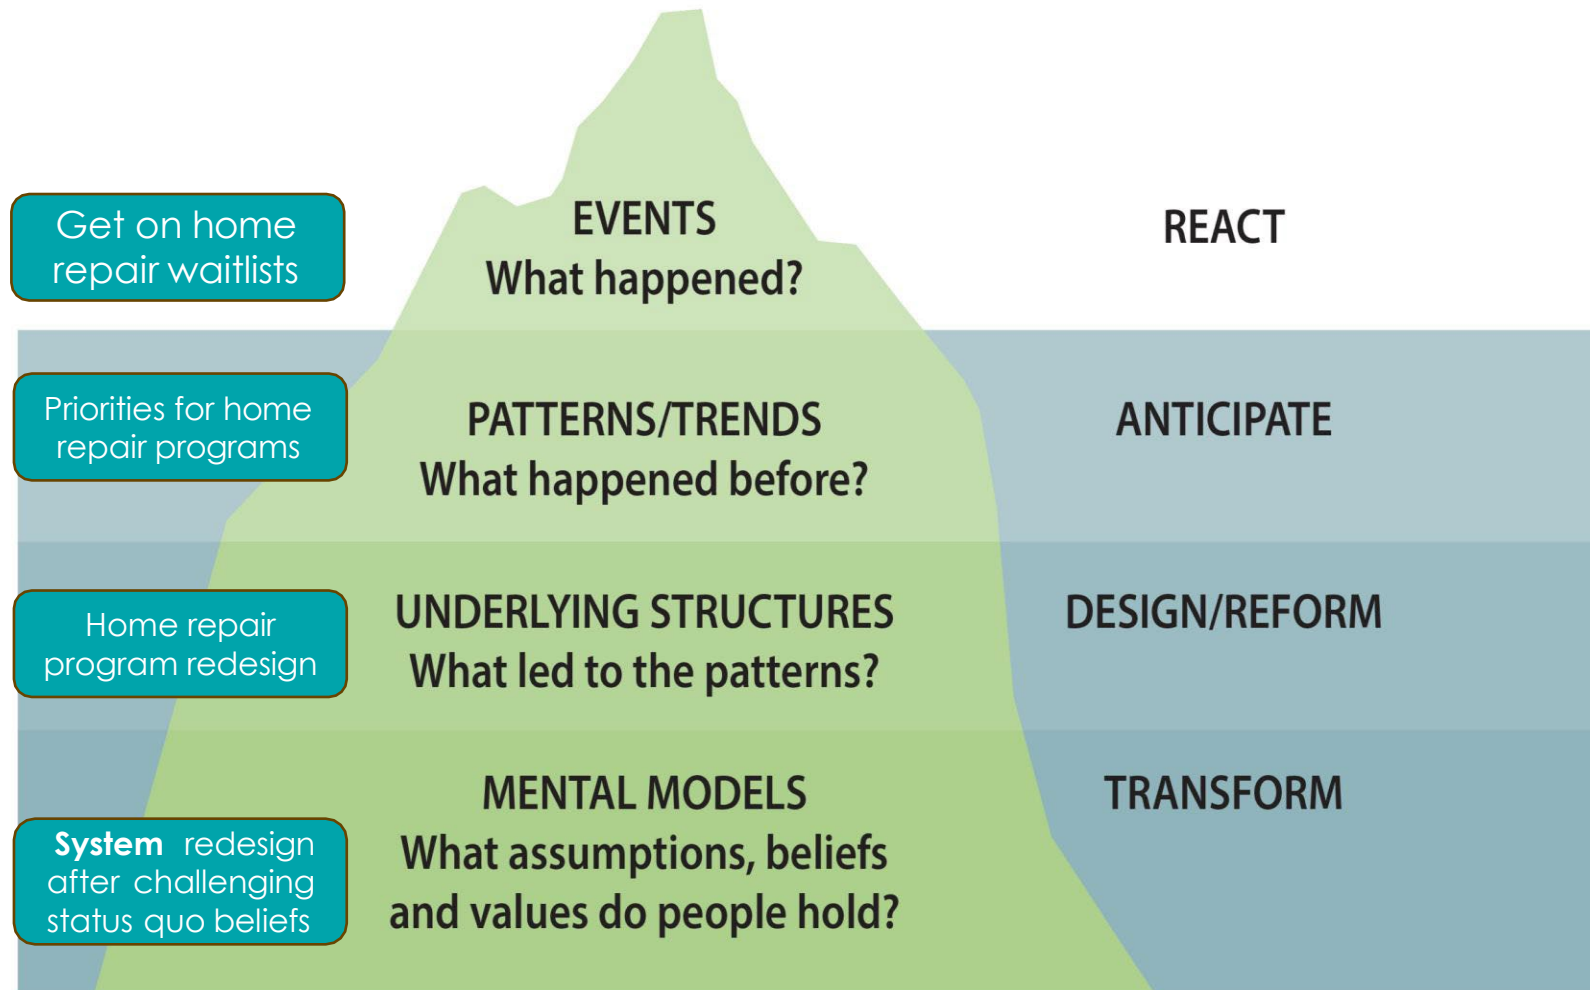 Get on home
repair waitlists
EVENTS
What happened?
REACT
Priorities for home
repair programs
PATTERNS/TRENDS
What happened before?
ANTICIPATE
Home repair
program redesign
UNDERLYING STRUCTURES
What led to the patterns?
DESIGN/REFORM
System redesign
after challenging
status quo beliefs
MENTAL MODELS
What assumptions, beliefs
and values do people hold?
TRANSFORM